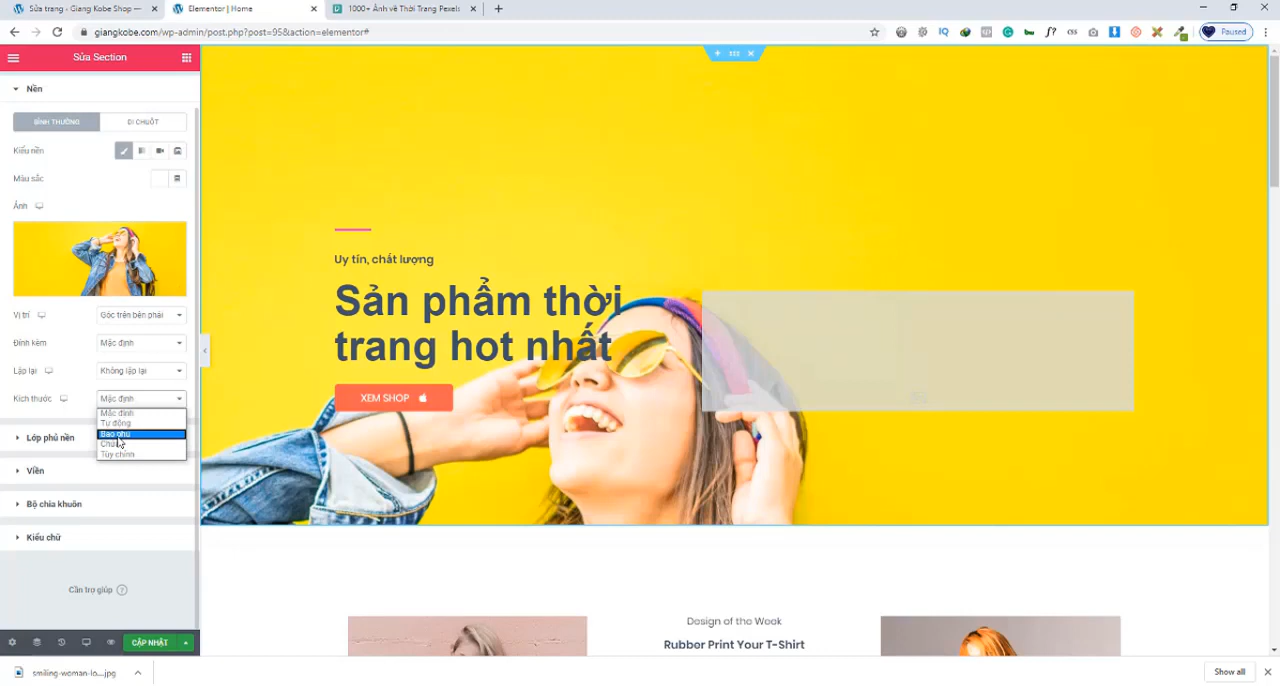 Sửa trang - Giang Kobe Shop —
Elementor | Home
1000+ Ảnh về Thời Trang Pexels
giangkobe.com/wp-admin/post.php?post=95&action=elementor#
Paused
Sửa Section
Nền
BÌNH THƯỜNG
DI CHUỘT
Kiểu nền
Màu sắc
Ảnh
Vị trí
Góc trên bên phải
Đính kèm
Mặc định
Lặp lại
Không lặp lại
Kích thước
Mặc định
Mặc định
Tự động
Bao phủ
Tùy chỉnh
Lớp phủ nền
Viền
Bộ chia khuôn
Kiểu chữ
Cần trợ giúp
CẬP NHẬT
Uy tín, chất lượng
Sản phẩm thời
trang hot nhất
XEM SHOP
Design of the Week
Rubber Print Your T-Shirt
smiling-woman-lo....jpg
Show all